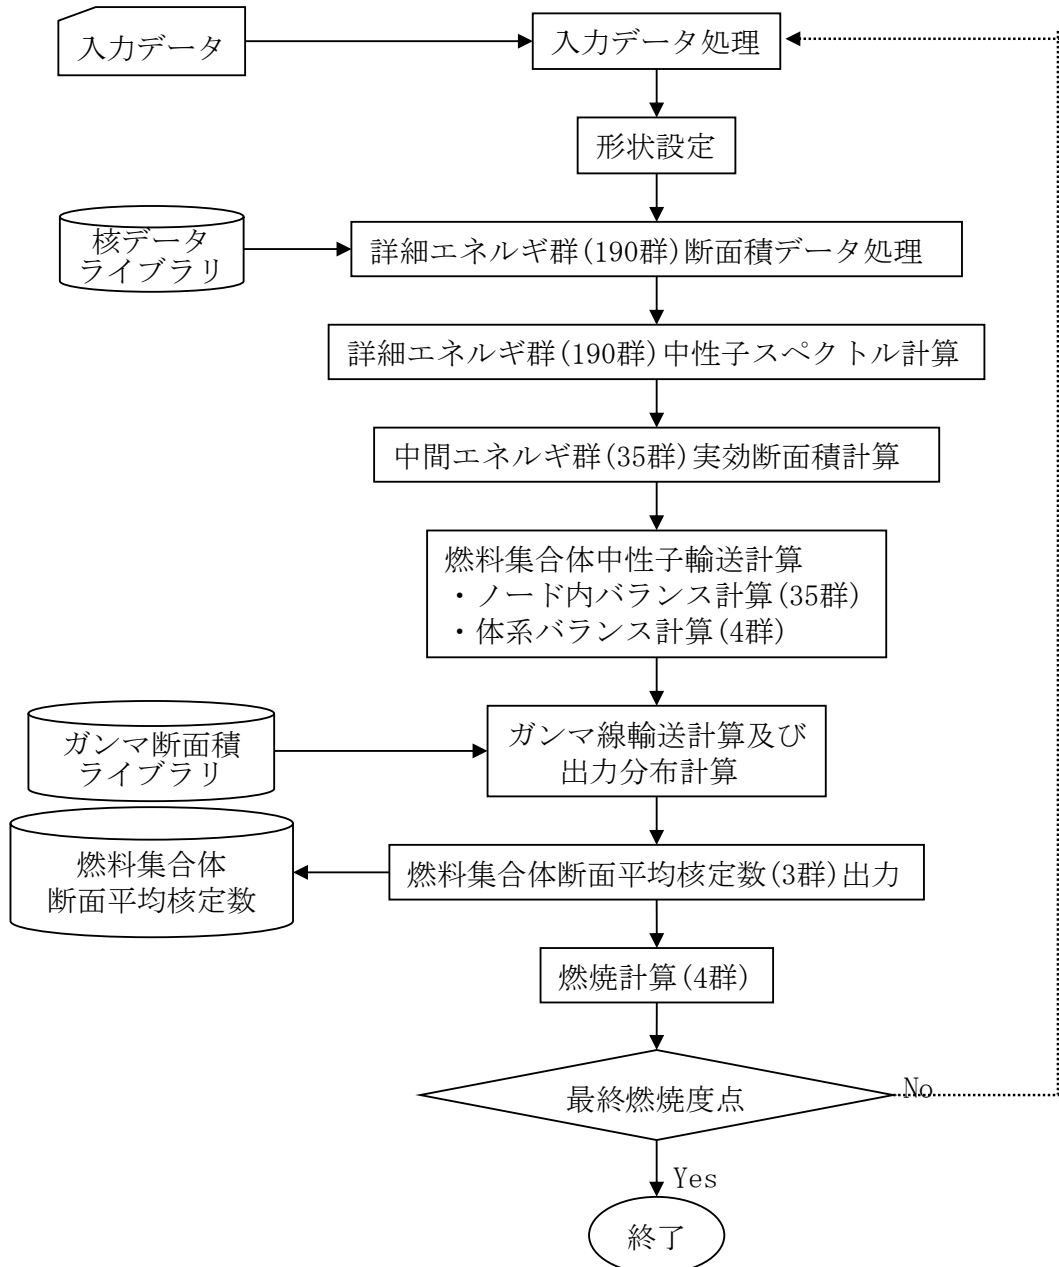 入力データ
入力データ処理
形状設定
核データ
ライブラリ
詳細エネルギ群(190群)断面積データ処理
詳細エネルギ群(190群)中性子スペクトル計算
中間エネルギ群(35群)実効断面積計算
燃料集合体中性子輸送計算
・ノード内バランス計算(35群)
・体系バランス計算(4群)
ガンマ断面積
ライブラリ
ガンマ線輸送計算及び
出力分布計算
燃料集合体
断面平均核定数
燃料集合体断面平均核定数(3群)出力
燃焼計算(4群)
最終燃焼度点
No
Yes
終了